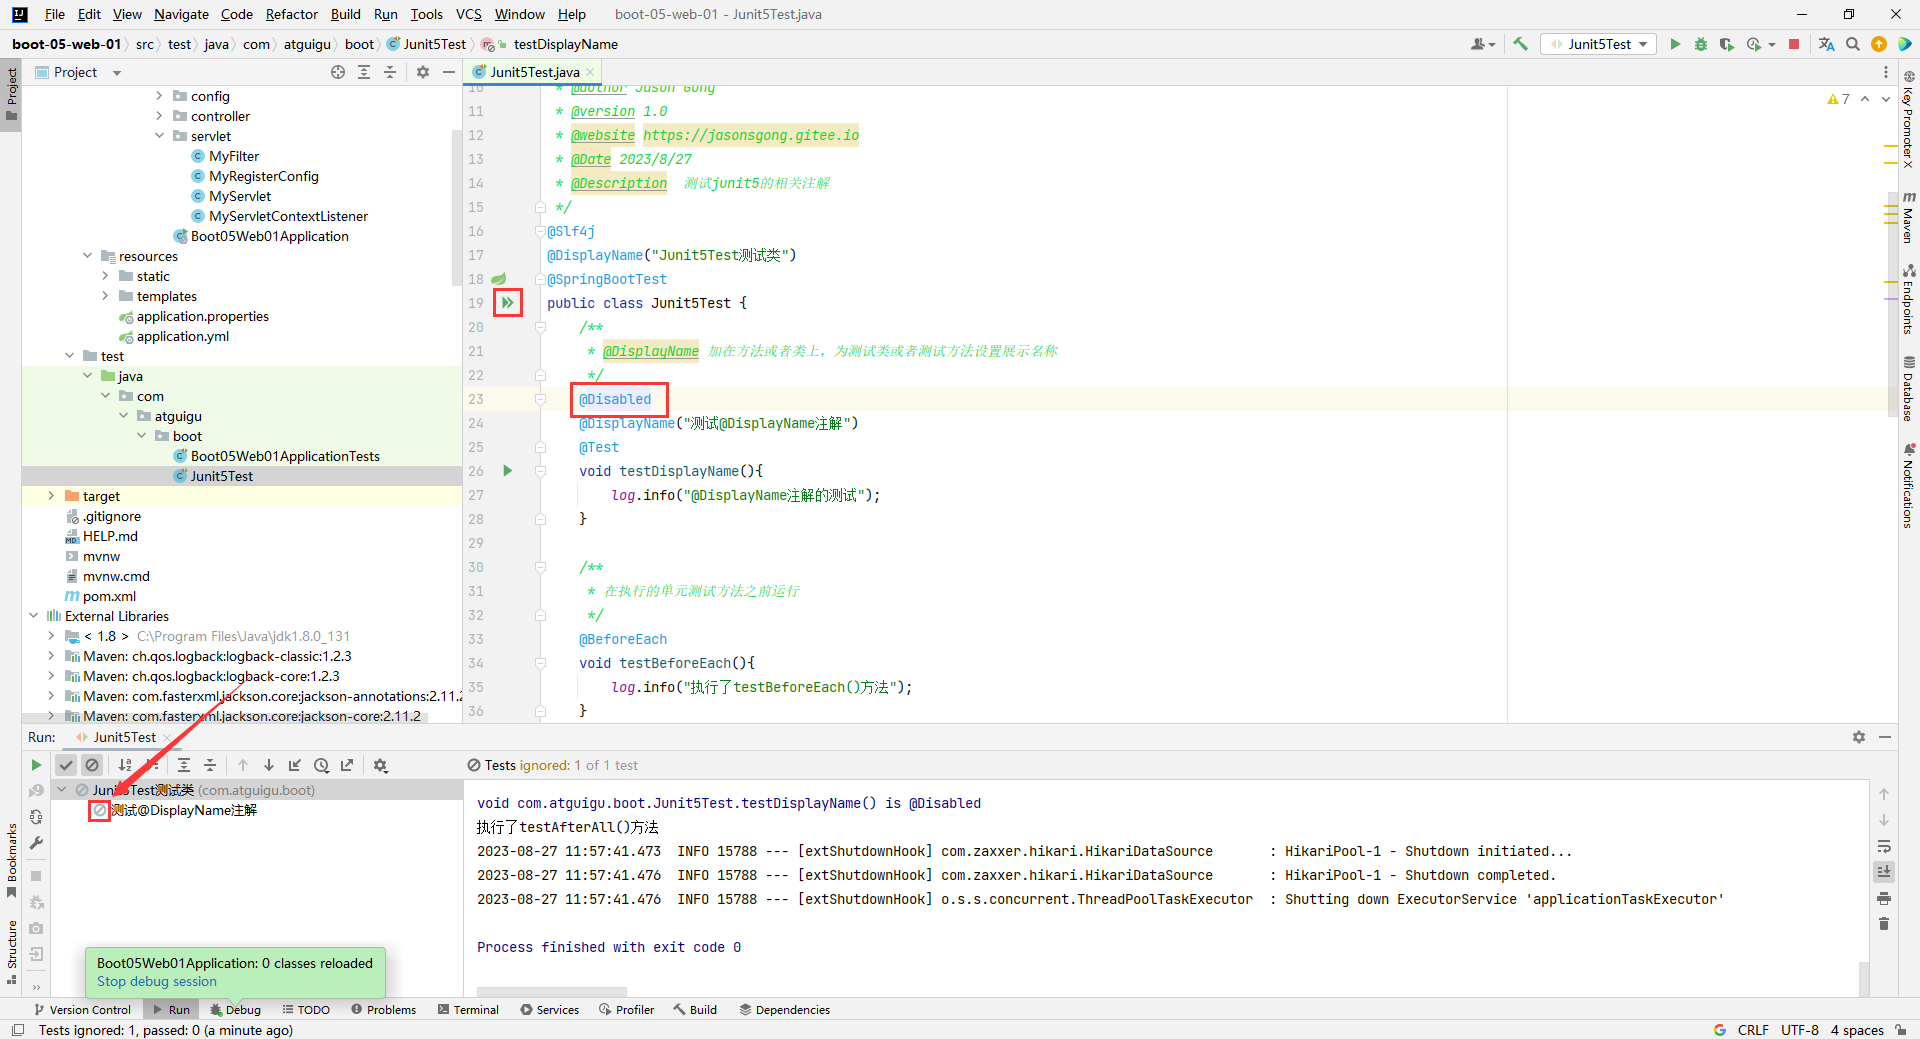 File Edit View Navigate Code Refactor Build Run Tools VCS Window Help boot-05-web-01 - Junit5Test.java
boot-05-web-01 src test java com atguigu boot Junit5Test testDisplayName
Junit5Test
Project
Junit5Test.java
Project
config
controller
servlet
MyFilter
MyRegisterConfig
MyServlet
MyServletContextListener
Boot05Web01Application
resources
static
templates
application.properties
application.yml
test
java
com
atguigu
boot
Boot05Web01ApplicationTests
Junit5Test
target
.gitignore
HELP.md
mvnw
mvnw.cmd
pom.xml
External Libraries
< 1.8 > C:\Program Files\Java\jdk1.8.0_131
Maven: ch.qos.logback:logback-classic:1.2.3
Maven: ch.qos.logback:logback-core:1.2.3
Maven: com.fasterxml.jackson.core:jackson-annotations:2.11.2
Maven: com.fasterxml.jackson.core:jackson-core:2.11.2
7
10 * @author Jason Gong
11 * @version 1.0
12 * @website https://jasonsgong.gitee.io
13 * @Date 2023/8/27
14 * @Description 测试junit5的相关注解
15 */
16 @Slf4j
17 @DisplayName("Junit5Test测试类")
18 @SpringBootTest
19 public class Junit5Test {
20 /**
21 * @DisplayName 加在方法或者类上，为测试类或者测试方法设置展示名称
22 */
23 @Disabled
24 @DisplayName("测试@DisplayName注解")
25 @Test
26 void testDisplayName(){
27 log.info("@DisplayName注解的测试");
28 }
29
30 /**
31 * 在执行的单元测试方法之前运行
32 */
33 @BeforeEach
34 void testBeforeEach(){
35 log.info("执行了testBeforeEach()方法");
36 }
Key Promoter X
Maven
Endpoints
Database
Notifications
Bookmarks
Structure
Run: Junit5Test
Tests ignored: 1 of 1 test
Junit5Test测试类 (com.atguigu.boot)
测试@DisplayName注解
void com.atguigu.boot.Junit5Test.testDisplayName() is @Disabled
执行了testAfterAll()方法
2023-08-27 11:57:41.473 INFO 15788 --- [extShutdownHook] com.zaxxer.hikari.HikariDataSource : HikariPool-1 - Shutdown initiated...
2023-08-27 11:57:41.476 INFO 15788 --- [extShutdownHook] com.zaxxer.hikari.HikariDataSource : HikariPool-1 - Shutdown completed.
2023-08-27 11:57:41.476 INFO 15788 --- [extShutdownHook] o.s.s.concurrent.ThreadPoolTaskExecutor : Shutting down ExecutorService 'applicationTaskExecutor'
Process finished with exit code 0
Boot05Web01Application: 0 classes reloaded
Stop debug session
Version Control Run Debug TODO Problems Terminal Services Profiler Build Dependencies
Tests ignored: 1, passed: 0 (a minute ago)
CRLF UTF-8 4 spaces